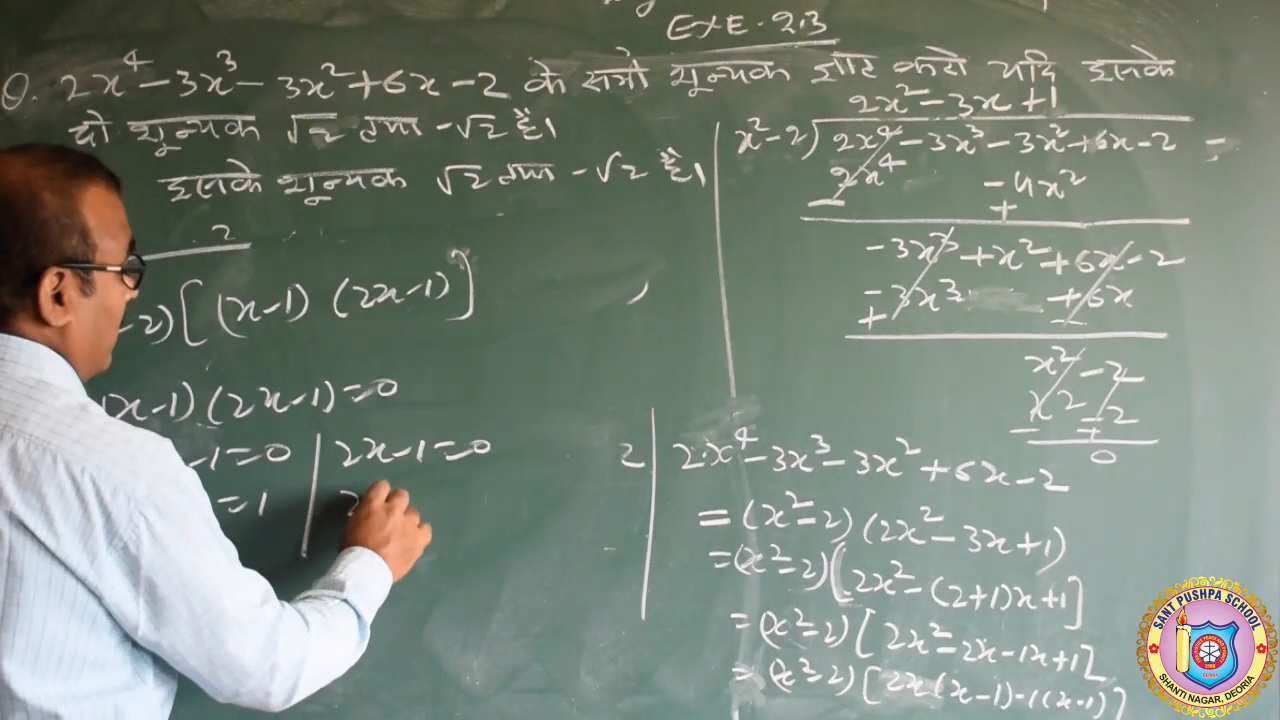 EXE. 2.3
Q. 2x⁴ - 3x³ - 3x² + 6x - 2 के सभी शून्यक ज्ञात करो यदि इसके
दो शून्यक √2 तथा -√2 हैं।
इसके शून्यक √2 तथा -√2 हैं।
2
-2) [(x-1) (2x-1)]
(x-1) (2x-1) = 0
-1 = 0 | 2x-1 = 0
= 1
2x² - 3x + 1
x² - 2) 2x⁴ - 3x³ - 3x² + 6x - 2
2x⁴ - 4x²
- +
- 3x³ + x² + 6x - 2
- 3x³ + 6x
+ -
x² - 2
x² - 2
- +
0
2x⁴ - 3x³ - 3x² + 6x - 2
= (x² - 2) (2x² - 3x + 1)
= (x² - 2) [2x² - (2+1)x + 1]
= (x² - 2) [2x² - 2x - 1x + 1]
= (x² - 2) [2x(x-1) - 1(x-1)]
SANT PUSHPA SCHOOL
SHANTI NAGAR, DEORIA